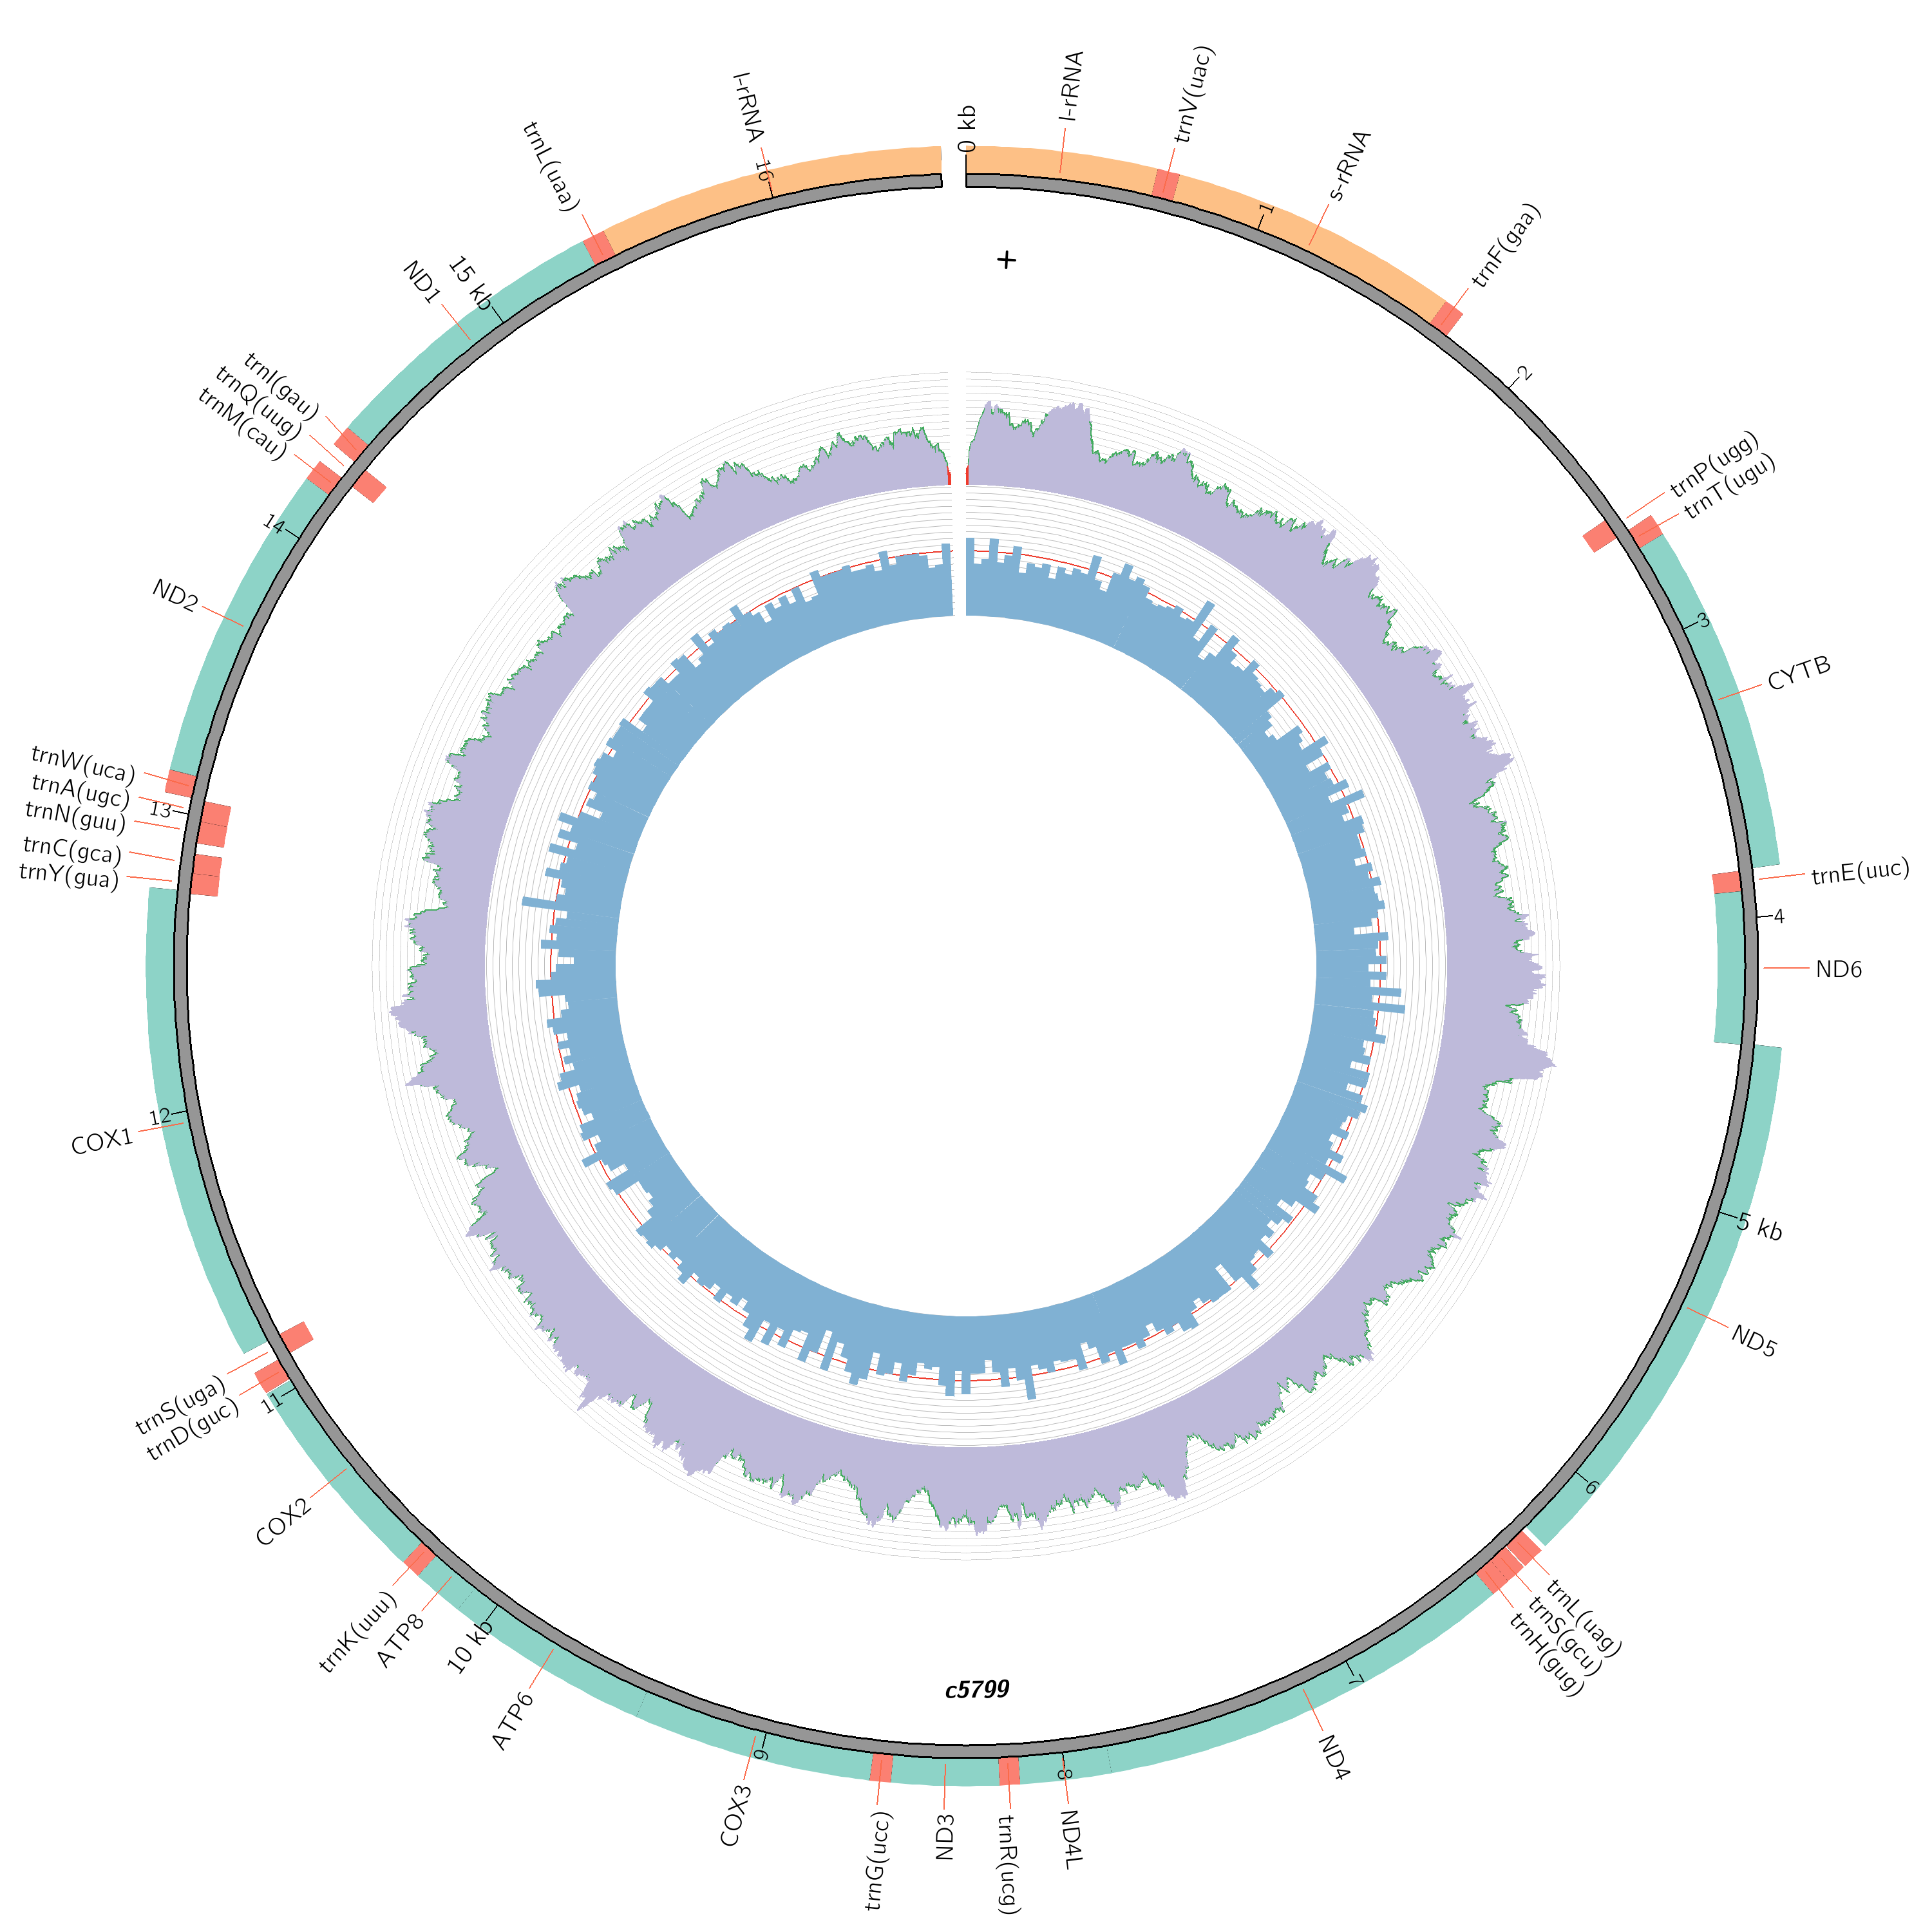 0 kb
l-rRNA
trnV(uac)
1
s-rRNA
trnF(gaa)
2
trnP(ugg)
trnT(ugu)
3
CYTB
trnE(uuc)
4
ND6
5 kb
ND5
6
trnL(uag)
trnS(gcu)
trnH(gug)
7
ND4
8
ND4L
trnR(ucg)
ND3
trnG(ucc)
9
COX3
ATP6
10 kb
ATP8
trnK(uuu)
COX2
11
trnD(guc)
trnS(uga)
COX1
12
trnY(gua)
trnC(gca)
trnN(guu)
13
trnA(ugc)
trnW(uca)
ND2
14
trnM(cau)
trnQ(uug)
trnI(gau)
ND1
15 kb
trnL(uaa)
16
l-rRNA
+
c5799